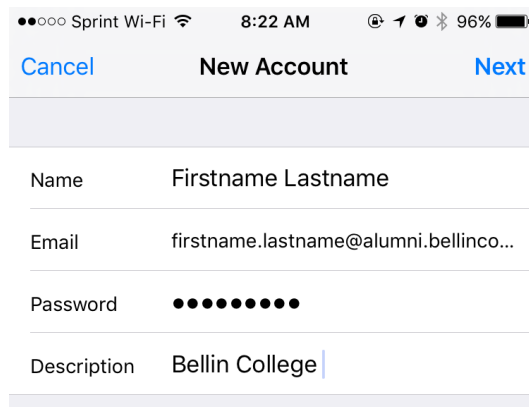 ●●○○○ Sprint Wi-Fi 8:22 AM 96%
Cancel New Account Next
Name Firstname Lastname
Email firstname.lastname@alumni.bellinco...
Password ●●●●●●●●●
Description Bellin College